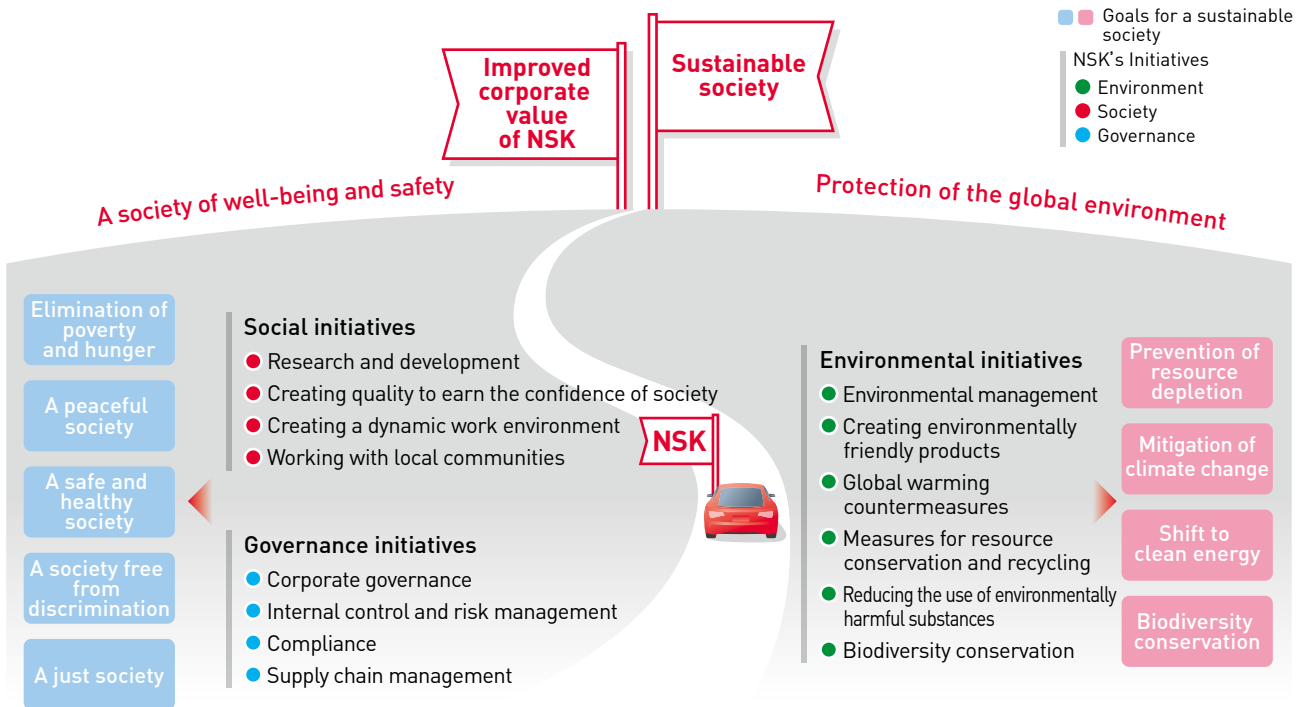 Improved
corporate
value
of NSK
Sustainable
society
Goals for a sustainable
society
NSK's Initiatives
Environment
Society
Governance
A society of well-being and safety
Protection of the global environment
Elimination of
poverty
and hunger
A peaceful
society
A safe and
healthy
society
A society free
from
discrimination
A just society
Social initiatives
Research and development
Creating quality to earn the confidence of society
Creating a dynamic work environment
Working with local communities
Governance initiatives
Corporate governance
Internal control and risk management
Compliance
Supply chain management
NSK
Environmental initiatives
Environmental management
Creating environmentally
friendly products
Global warming
countermeasures
Measures for resource
conservation and recycling
Reducing the use of environmentally
harmful substances
Biodiversity conservation
Prevention of
resource
depletion
Mitigation of
climate change
Shift to
clean energy
Biodiversity
conservation